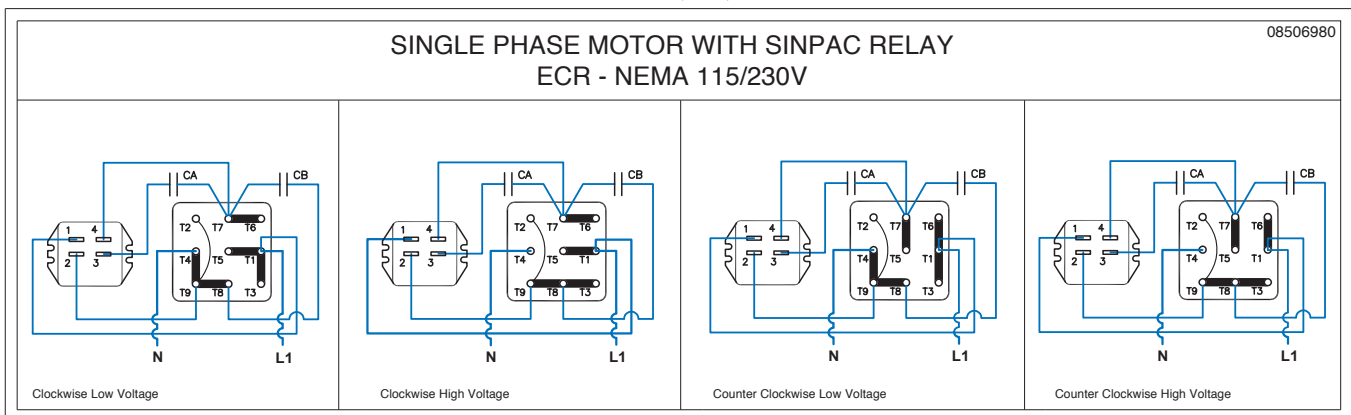 08506980
SINGLE PHASE MOTOR WITH SINPAC RELAY
ECR - NEMA 115/230V
CA CB
1 4
T2 T7 T6
2 3
T4 T5 T1
T9 T8 T3
N L1
Clockwise Low Voltage
CA CB
1 4
T2 T7 T6
2 3
T4 T5 T1
T9 T8 T3
N L1
Clockwise High Voltage
CA CB
1 4
T2 T7 T6
2 3
T4 T5 T1
T9 T8 T3
N L1
Counter Clockwise Low Voltage
CA CB
1 4
T2 T7 T6
2 3
T4 T5 T1
T9 T8 T3
N L1
Counter Clockwise High Voltage